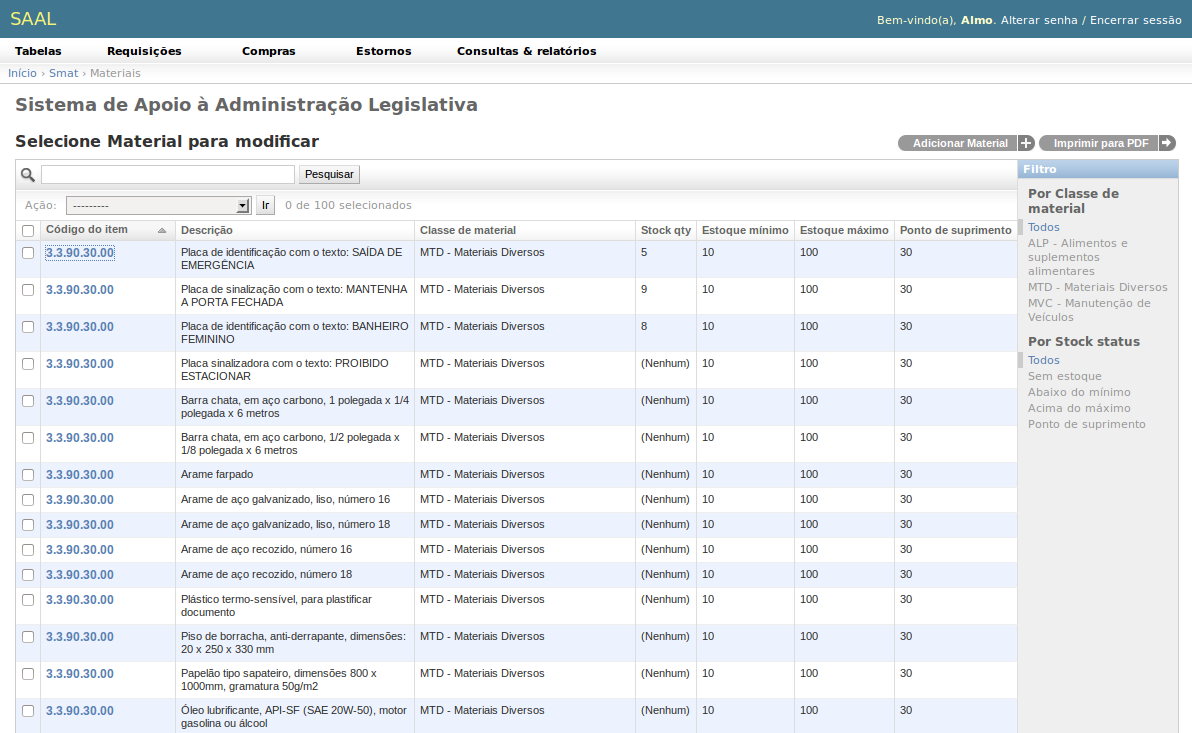 SAAL
Bem-vindo(a), Almo. Alterar senha / Encerrar sessão
Tabelas Requisições Compras Estornos Consultas & relatórios
Início › Smat › Materiais
Sistema de Apoio à Administração Legislativa
Selecione Material para modificar
Adicionar Material Imprimir para PDF
Pesquisar
Ação: --------- Ir 0 de 100 selecionados
Código do item Descrição Classe de material Stock qty Estoque mínimo Estoque máximo Ponto de suprimento
3.3.90.30.00 Placa de identificação com o texto: SAÍDA DE MTD - Materiais Diversos 5 10 100 30
EMERGÊNCIA
3.3.90.30.00 Placa de sinalização com o texto: MANTENHA MTD - Materiais Diversos 9 10 100 30
A PORTA FECHADA
3.3.90.30.00 Placa de identificação com o texto: BANHEIRO MTD - Materiais Diversos 8 10 100 30
FEMININO
3.3.90.30.00 Placa sinalizadora com o texto: PROIBIDO MTD - Materiais Diversos (Nenhum) 10 100 30
ESTACIONAR
3.3.90.30.00 Barra chata, em aço carbono, 1 polegada x 1/4 MTD - Materiais Diversos (Nenhum) 10 100 30
polegada x 6 metros
3.3.90.30.00 Barra chata, em aço carbono, 1/2 polegada x MTD - Materiais Diversos (Nenhum) 10 100 30
1/8 polegada x 6 metros
3.3.90.30.00 Arame farpado MTD - Materiais Diversos (Nenhum) 10 100 30
3.3.90.30.00 Arame de aço galvanizado, liso, número 16 MTD - Materiais Diversos (Nenhum) 10 100 30
3.3.90.30.00 Arame de aço galvanizado, liso, número 18 MTD - Materiais Diversos (Nenhum) 10 100 30
3.3.90.30.00 Arame de aço recozido, número 16 MTD - Materiais Diversos (Nenhum) 10 100 30
3.3.90.30.00 Arame de aço recozido, número 18 MTD - Materiais Diversos (Nenhum) 10 100 30
3.3.90.30.00 Plástico termo-sensível, para plastificar MTD - Materiais Diversos (Nenhum) 10 100 30
documento
3.3.90.30.00 Piso de borracha, anti-derrapante, dimensões: MTD - Materiais Diversos (Nenhum) 10 100 30
20 x 250 x 330 mm
3.3.90.30.00 Papelão tipo sapateiro, dimensões 800 x MTD - Materiais Diversos (Nenhum) 10 100 30
1000mm, gramatura 50g/m2
3.3.90.30.00 Óleo lubrificante, API-SF (SAE 20W-50), motor MTD - Materiais Diversos (Nenhum) 10 100 30
gasolina ou álcool
Filtro
Por Classe de
material
Todos
ALP - Alimentos e
suplementos
alimentares
MTD - Materiais Diversos
MVC - Manutenção de
Veículos
Por Stock status
Todos
Sem estoque
Abaixo do mínimo
Acima do máximo
Ponto de suprimento